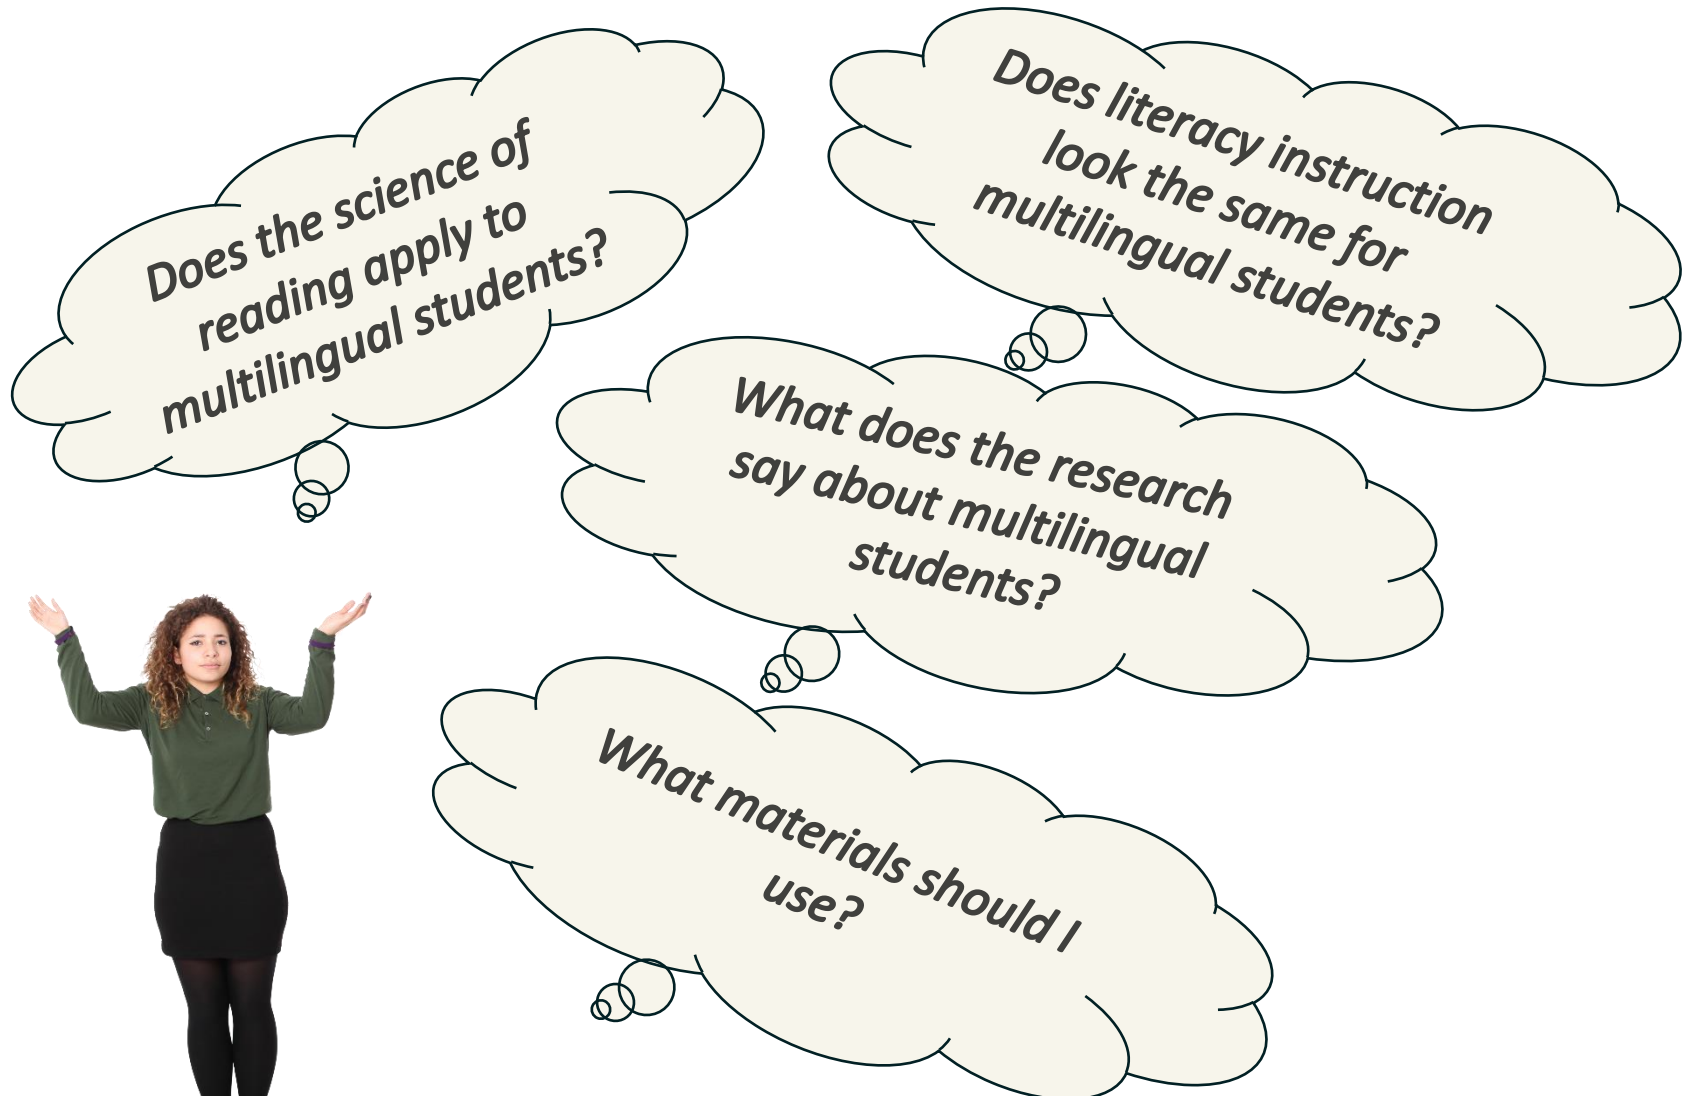 Does the science of
reading apply to
multilingual students?
Does literacy instruction
look the same for
multilingual students?
What does the research
say about multilingual
students?
What materials should I
use?